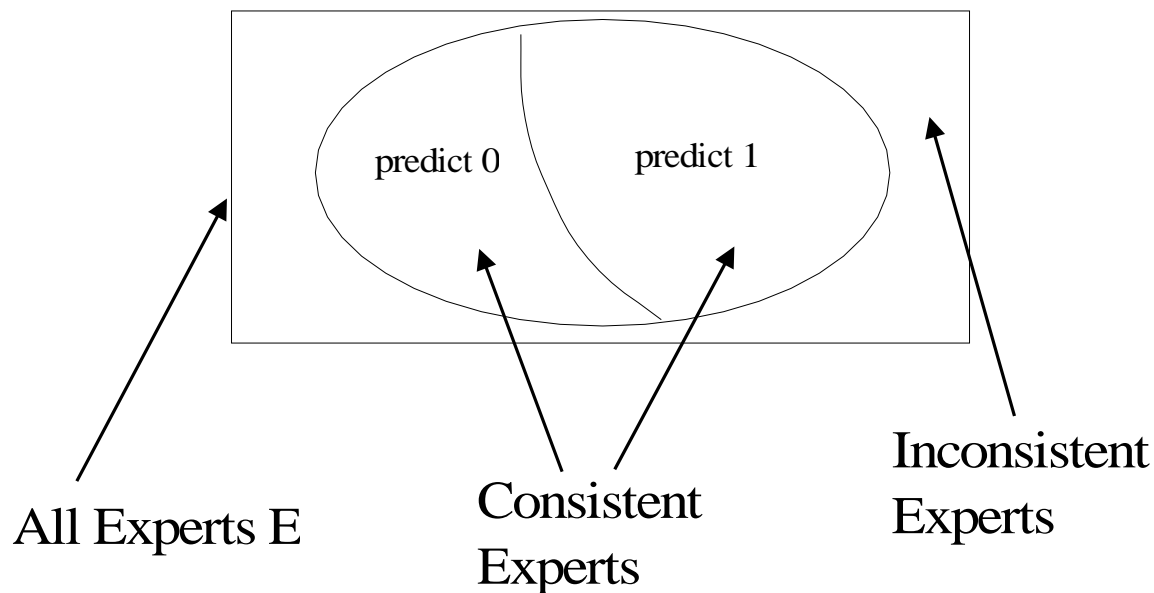 predict 0
predict 1
All Experts E
Consistent
Experts
Inconsistent
Experts